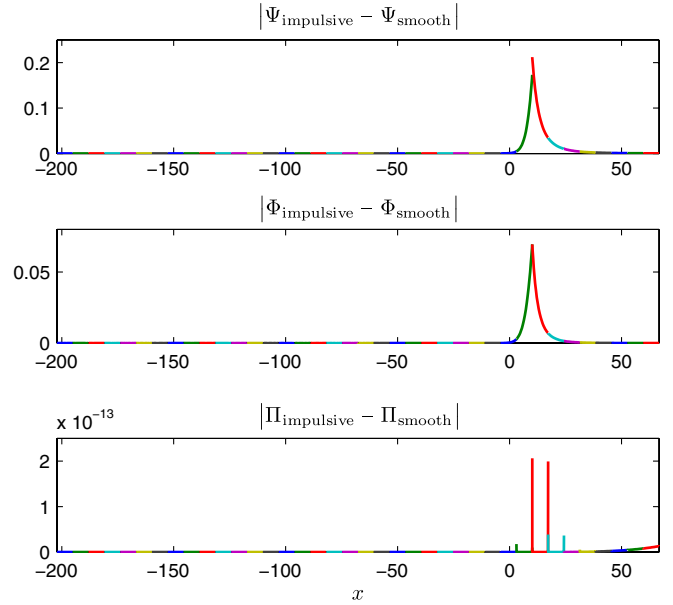 |Ψimpulsive − Ψsmooth|
0.2
0.1
0
−200 −150 −100 −50 0 50
|Φimpulsive − Φsmooth|
0.05
0
−200 −150 −100 −50 0 50
x 10−13
|Πimpulsive − Πsmooth|
2
1
0
−200 −150 −100 −50 0 50
x